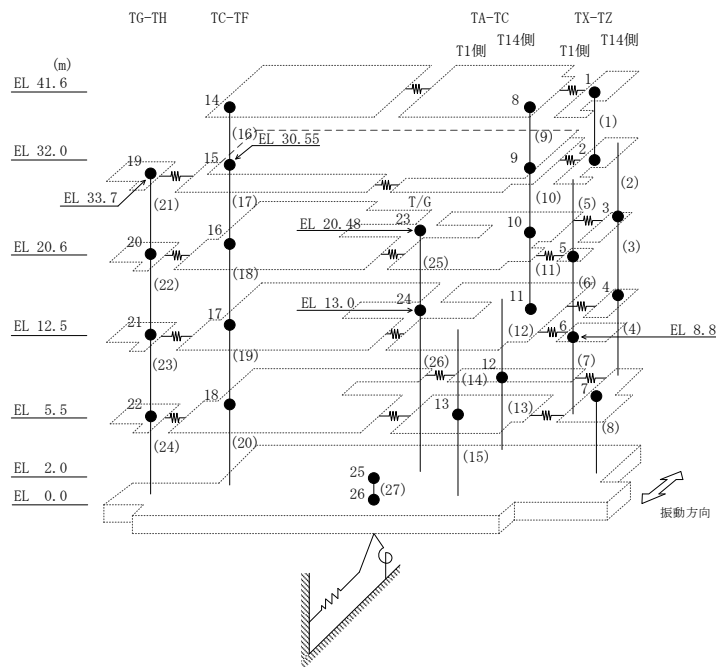 TG-TH TC-TF TA-TC TX-TZ
T1側 T14側 T1側 T14側
(m)
EL 41.6
14 8 1
(16) (9) (1)
EL 30.55
EL 32.0
19 15 9 2
EL 33.7
(21) (17) (10) (2)
T/G
(5) 3
EL 20.48 23
16 10
(3)
EL 20.6
20 (25) 5
(22) (18) (11)
(6) 4
EL 13.0 24 11
EL 12.5
21 17 (12) 6 (4) EL 8.8
(23) (19)
(26) 12 (7)
(14)
7
18 13 (13)
EL 5.5
22
(24) (20) (15) (8)
EL 2.0
25
EL 0.0
26 (27)
振動方向